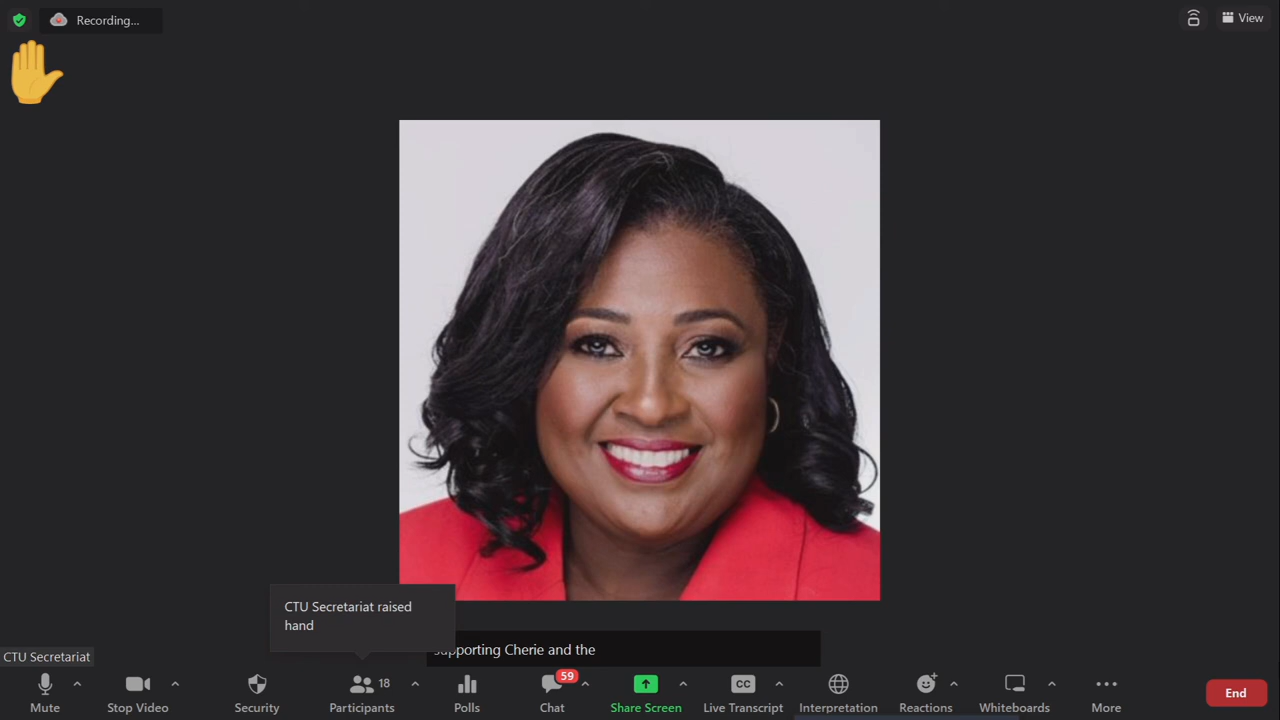 Recording...
View
CTU Secretariat raised
hand
supporting Cherie and the
CTU Secretariat
18
59
CC
Mute
Stop Video
Security
Participants
Polls
Chat
Share Screen
Live Transcript
Interpretation
Reactions
Whiteboards
More
End